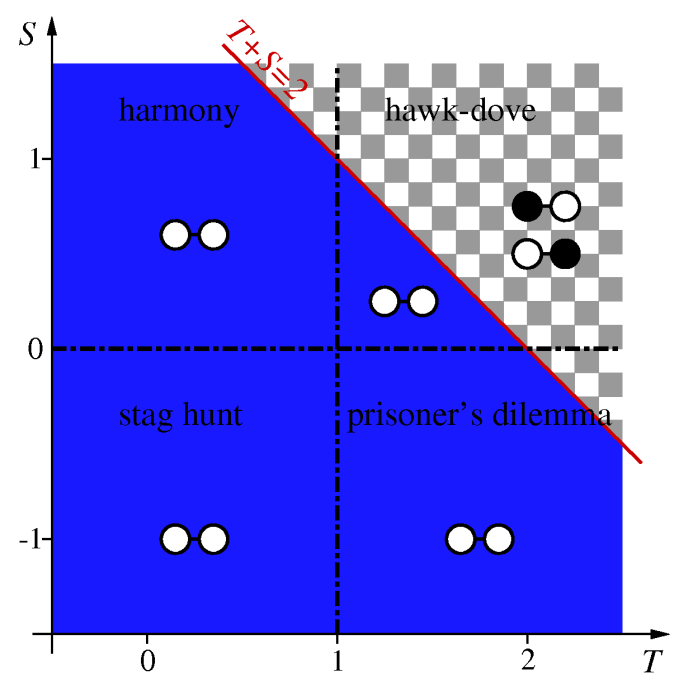 S
T+S=2
harmony
hawk-dove
1
0
stag hunt
prisoner's dilemma
-1
0
1
2
T